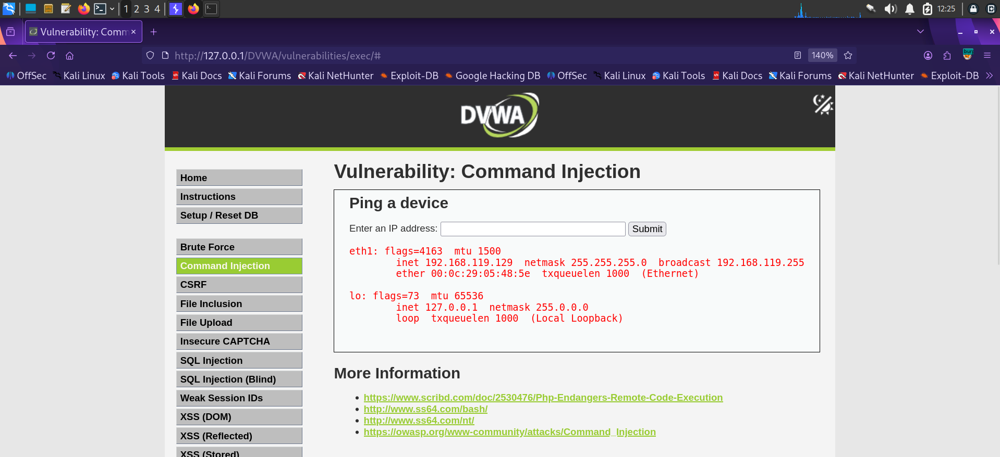 1 2 3 4
12:25
Vulnerability: Comm
http://127.0.0.1/DVWA/vulnerabilities/exec/#
140%
OffSec Kali Linux Kali Tools Kali Docs Kali Forums Kali NetHunter Exploit-DB Google Hacking DB OffSec Kali Linux Kali Tools Kali Docs Kali Forums Kali NetHunter Exploit-DB
DVWA
Home
Instructions
Setup / Reset DB
Brute Force
Command Injection
CSRF
File Inclusion
File Upload
Insecure CAPTCHA
SQL Injection
SQL Injection (Blind)
Weak Session IDs
XSS (DOM)
XSS (Reflected)
XSS (Stored)
Vulnerability: Command Injection
Ping a device
Enter an IP address:
Submit
eth1: flags=4163  mtu 1500
        inet 192.168.119.129  netmask 255.255.255.0  broadcast 192.168.119.255
        ether 00:0c:29:05:48:5e  txqueuelen 1000  (Ethernet)
lo: flags=73  mtu 65536
        inet 127.0.0.1  netmask 255.0.0.0
        loop  txqueuelen 1000  (Local Loopback)
More Information
https://www.scribd.com/doc/2530476/Php-Endangers-Remote-Code-Execution
http://www.ss64.com/bash/
http://www.ss64.com/nt/
https://owasp.org/www-community/attacks/Command_Injection